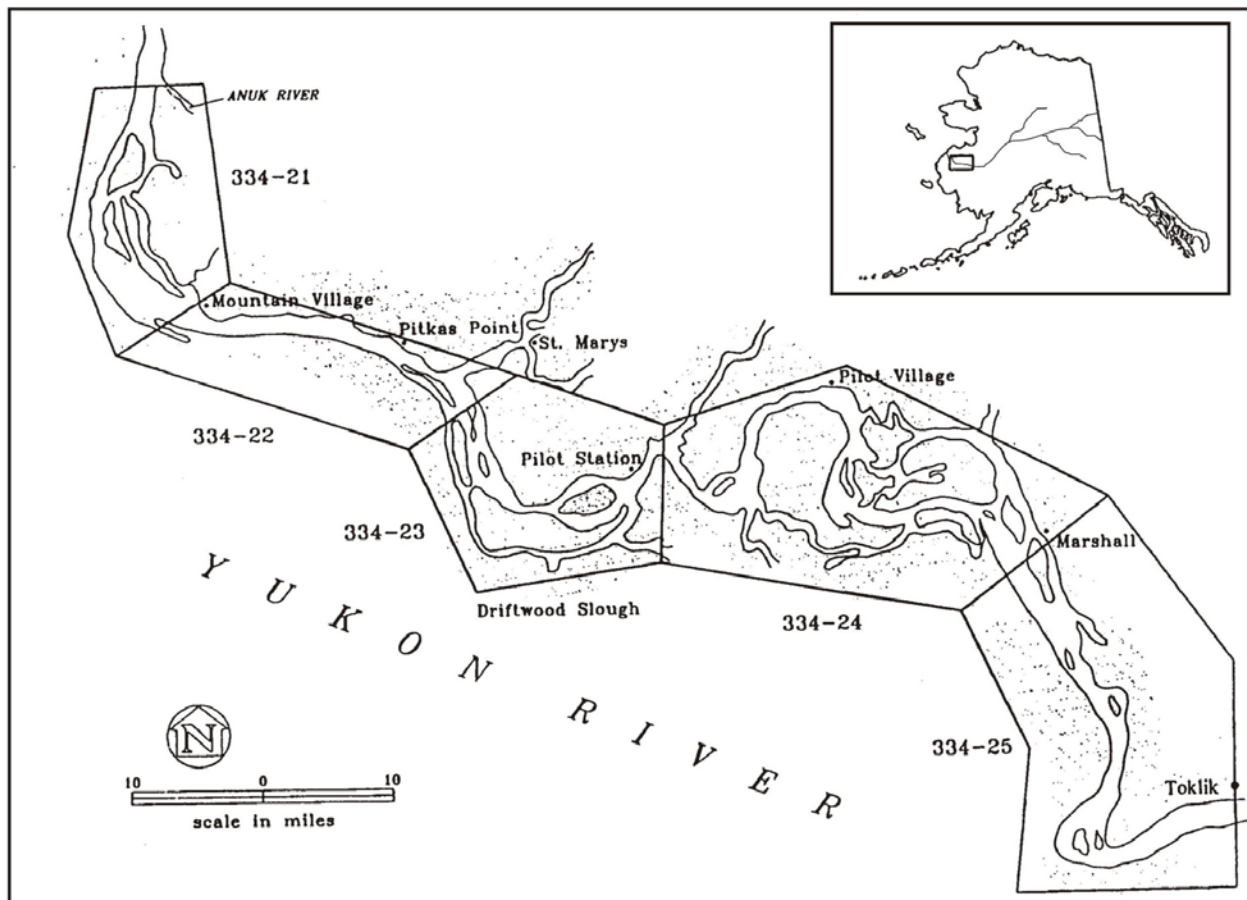 ANUK RIVER
334-21
Mountain Village
Pitkas Point
St. Marys
Pilot Village
334-22
Pilot Station
334-23
Marshall
Driftwood Slough
334-24
YUKON RIVER
334-25
N
10 0 10
scale in miles
Toklik